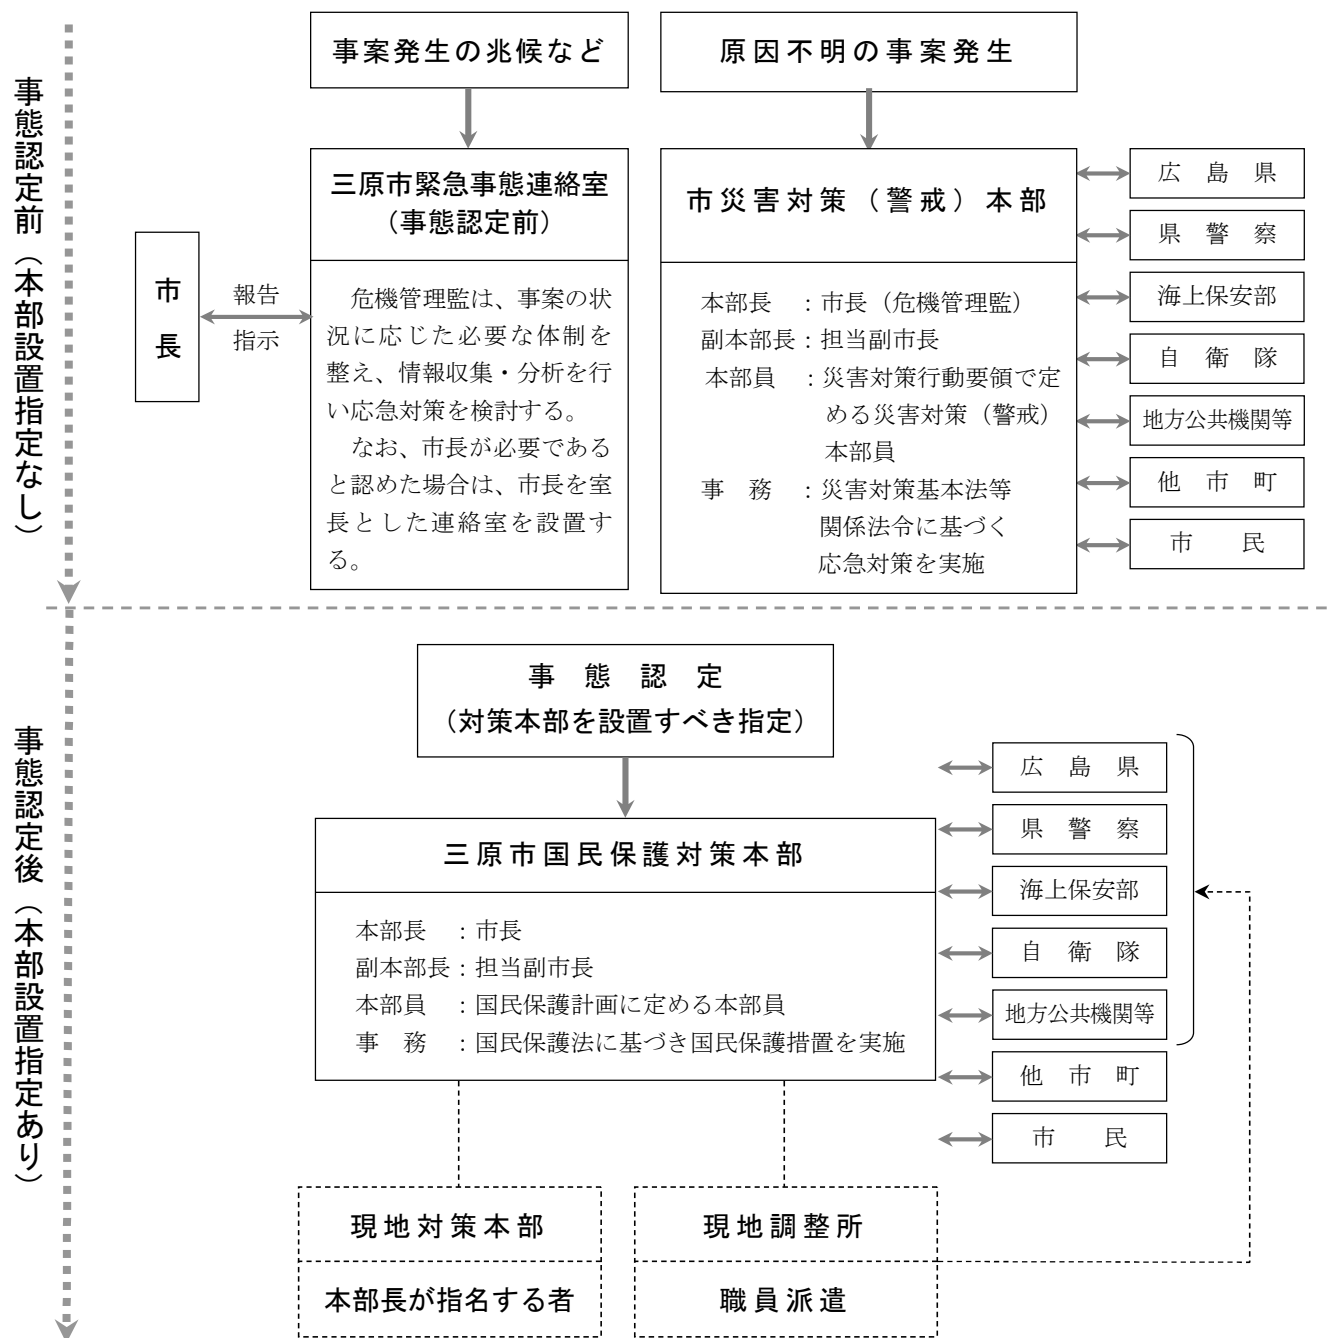 事態認定前（本部設置指定なし）
事案発生の兆候など
三原市緊急事態連絡室
（事態認定前）
市長
報告
指示
危機管理監は、事案の状
況に応じた必要な体制を
整え、情報収集・分析を行
い応急対策を検討する。
なお、市長が必要である
と認めた場合は、市長を室
長とした連絡室を設置す
る。
原因不明の事案発生
市災害対策（警戒）本部
本部長　：市長（危機管理監）
副本部長：担当副市長
本部員　：災害対策行動要領で定
める災害対策（警戒）
本部員
事　務　：災害対策基本法等
関係法令に基づく
応急対策を実施
広　島　県
県　警　察
海上保安部
自　衛　隊
地方公共機関等
他　市　町
市　　民
事態認定後（本部設置指定あり）
事　態　認　定
（対策本部を設置すべき指定）
三原市国民保護対策本部
本部長　：市長
副本部長：担当副市長
本部員　：国民保護計画に定める本部員
事　務　：国民保護法に基づき国民保護措置を実施
広　島　県
県　警　察
海上保安部
自　衛　隊
地方公共機関等
他　市　町
市　　民
現地対策本部
本部長が指名する者
現地調整所
職員派遣